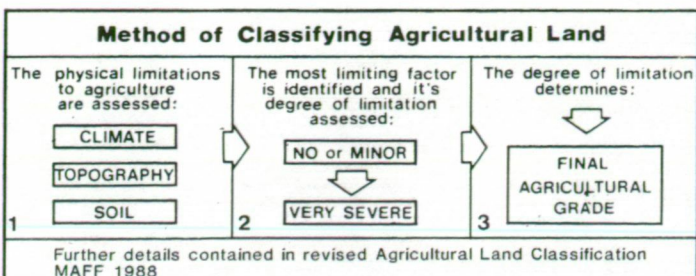 Method of Classifying Agricultural Land
The physical limitations
to agriculture
are assessed:
CLIMATE
TOPOGRAPHY
SOIL
1
The most limiting factor
is identified and it's
degree of limitation
assessed:
NO or MINOR
VERY SEVERE
2
The degree of limitation
determines:
FINAL
AGRICULTURAL
GRADE
3
Further details contained in revised Agricultural Land Classification
MAFF 1988